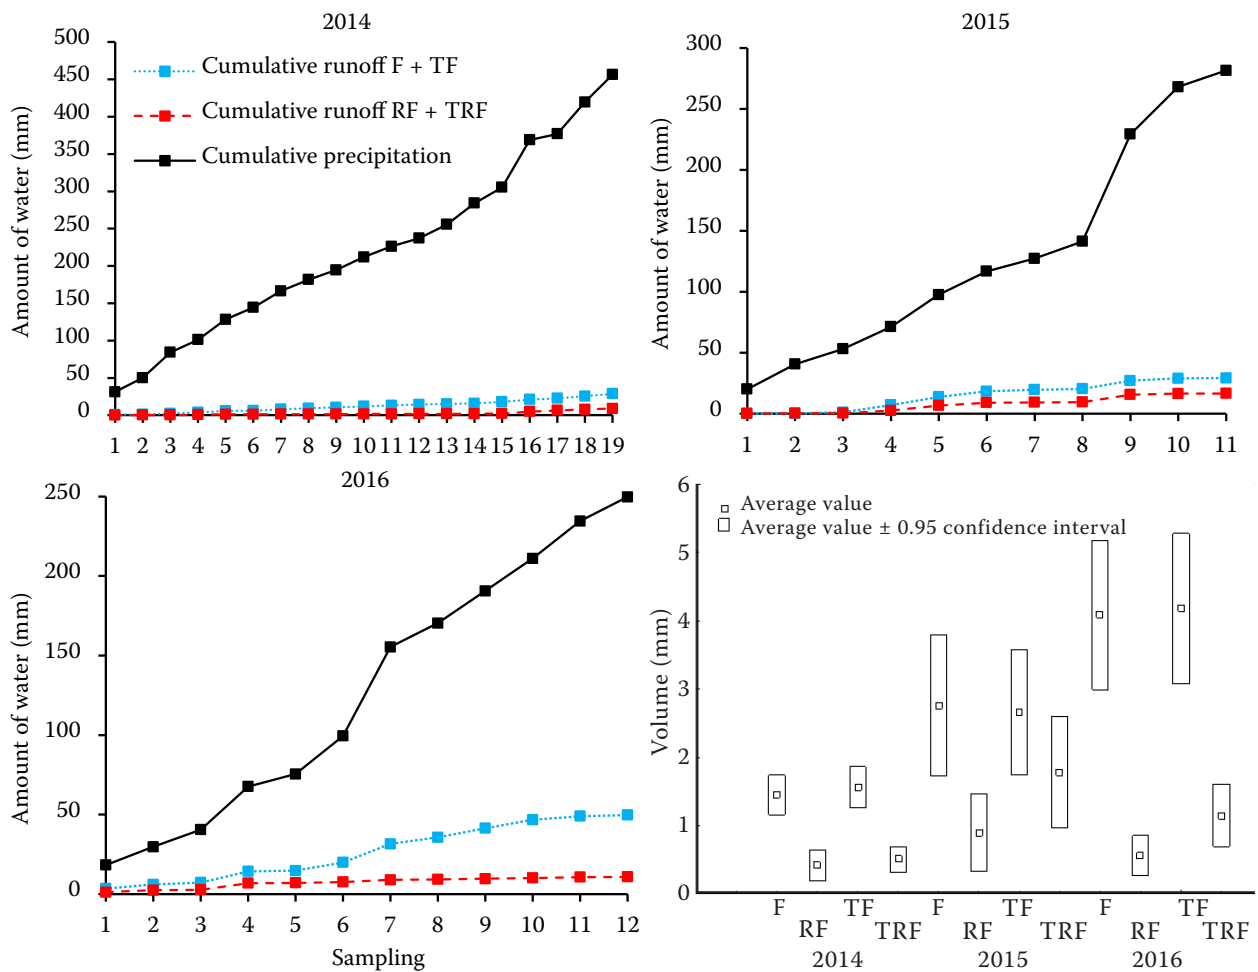 2014
500
450
400
350
300
250
200
150
100
50
0
Amount of water (mm)
Cumulative runoff F + TF
Cumulative runoff RF + TRF
Cumulative precipitation
1 2 3 4 5 6 7 8 9 10 11 12 13 14 15 16 17 18 19
2015
300
250
200
150
100
50
0
Amount of water (mm)
1 2 3 4 5 6 7 8 9 10 11
2016
250
200
150
100
50
0
Amount of water (mm)
1 2 3 4 5 6 7 8 9 10 11 12
Sampling
6
5
4
3
2
1
0
Volume (mm)
Average value
Average value ± 0.95 confidence interval
F RF TF TRF F RF TF TRF F RF TF TRF
2014 2015 2016